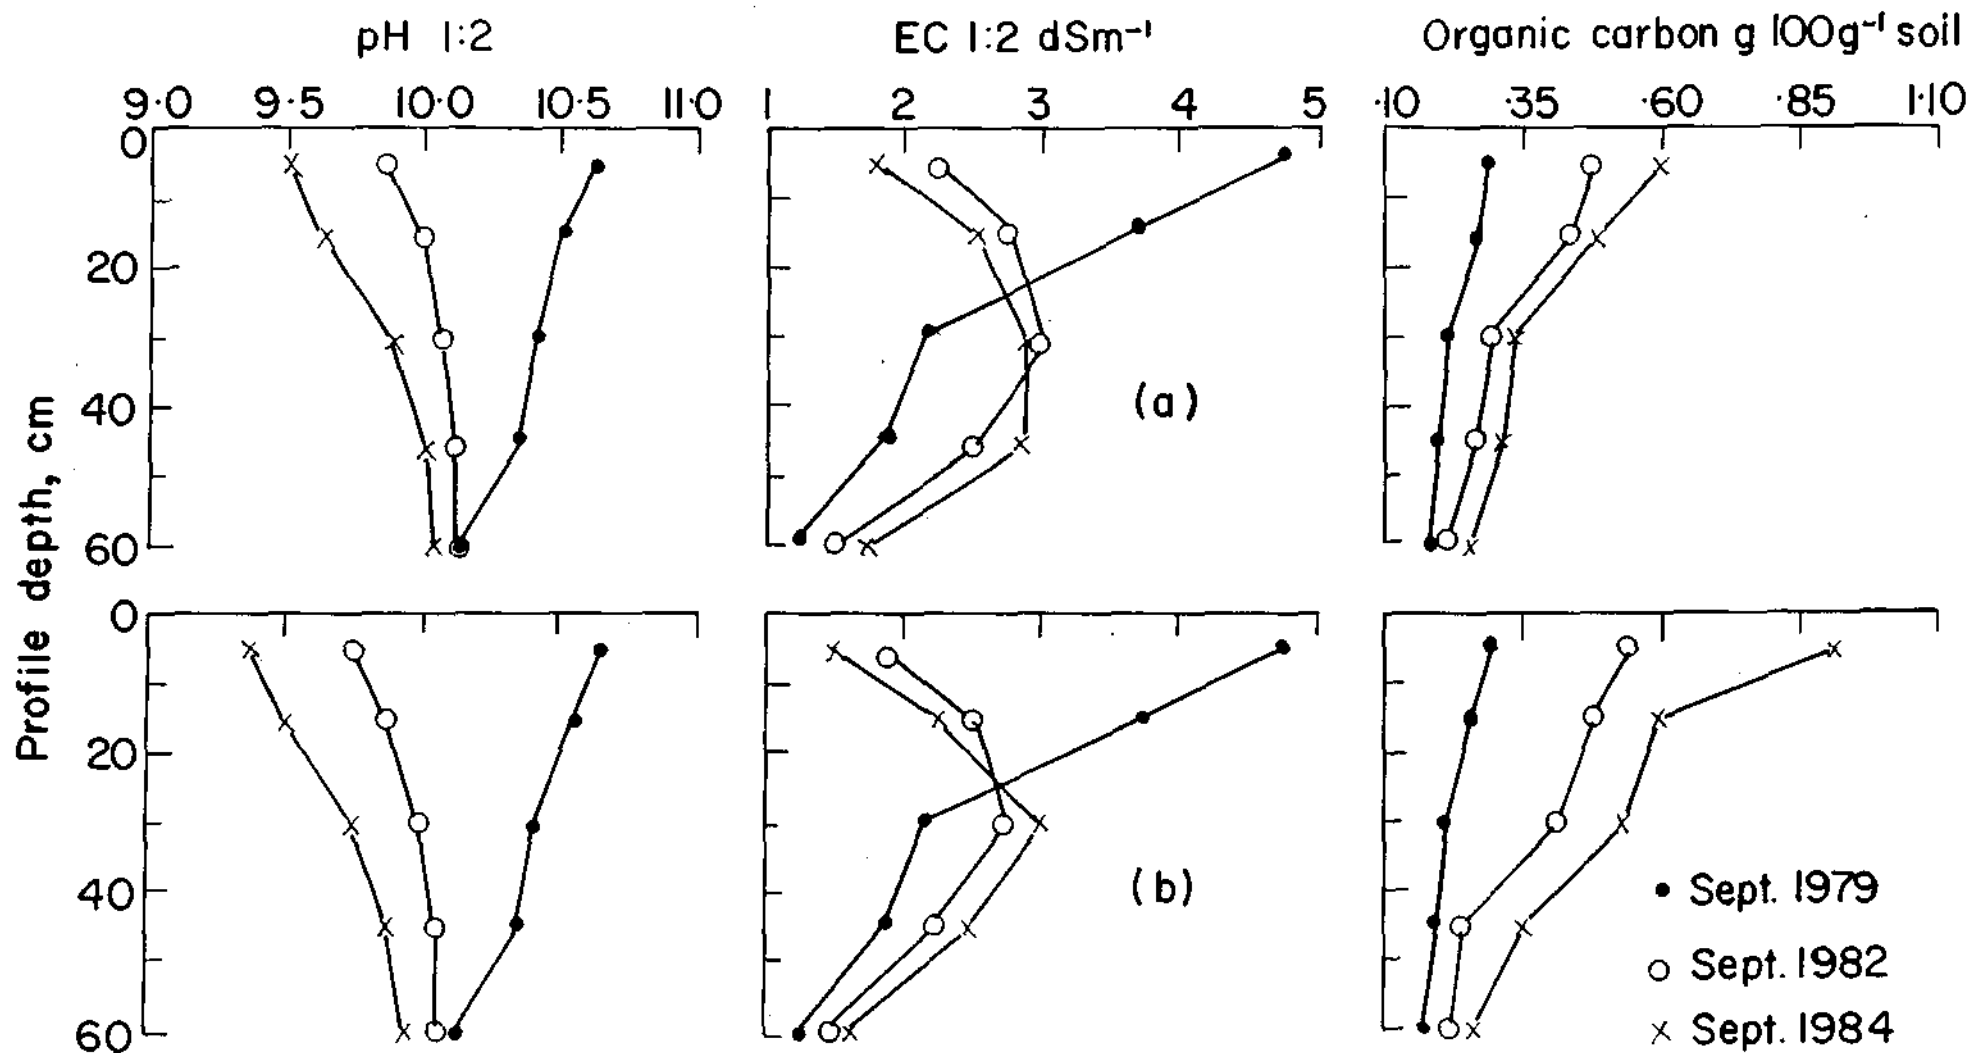 pH 1:2
EC 1:2 dSm⁻¹
Organic carbon g 100g⁻¹ soil
9·0 9·5 10·0 10·5 11·0
1 2 3 4 5
·10 ·35 ·60 ·85 1·10
0
20
40
60
(a)
Profile depth, cm
0
20
40
60
(b)
Sept. 1979
Sept. 1982
Sept. 1984